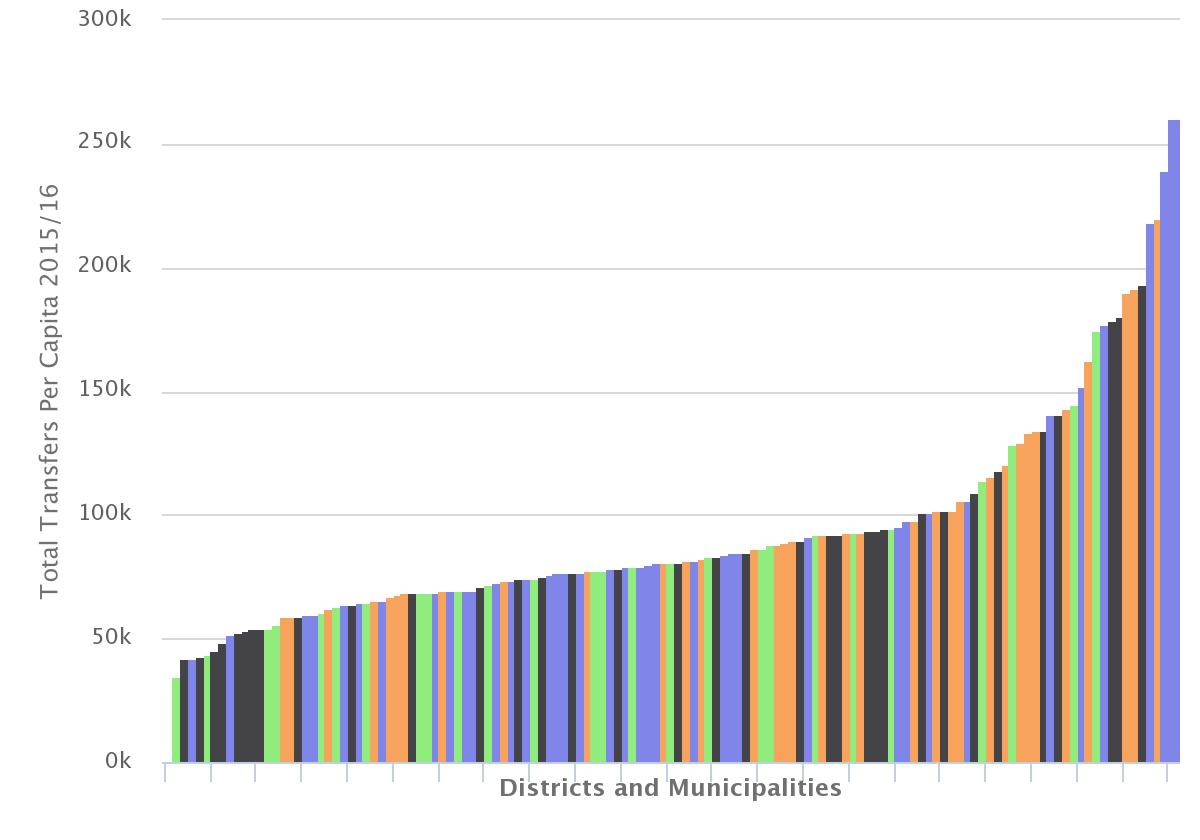 300k
250k
200k
150k
100k
50k
0k
Total Transfers Per Capita 2015/16
Districts and Municipalities